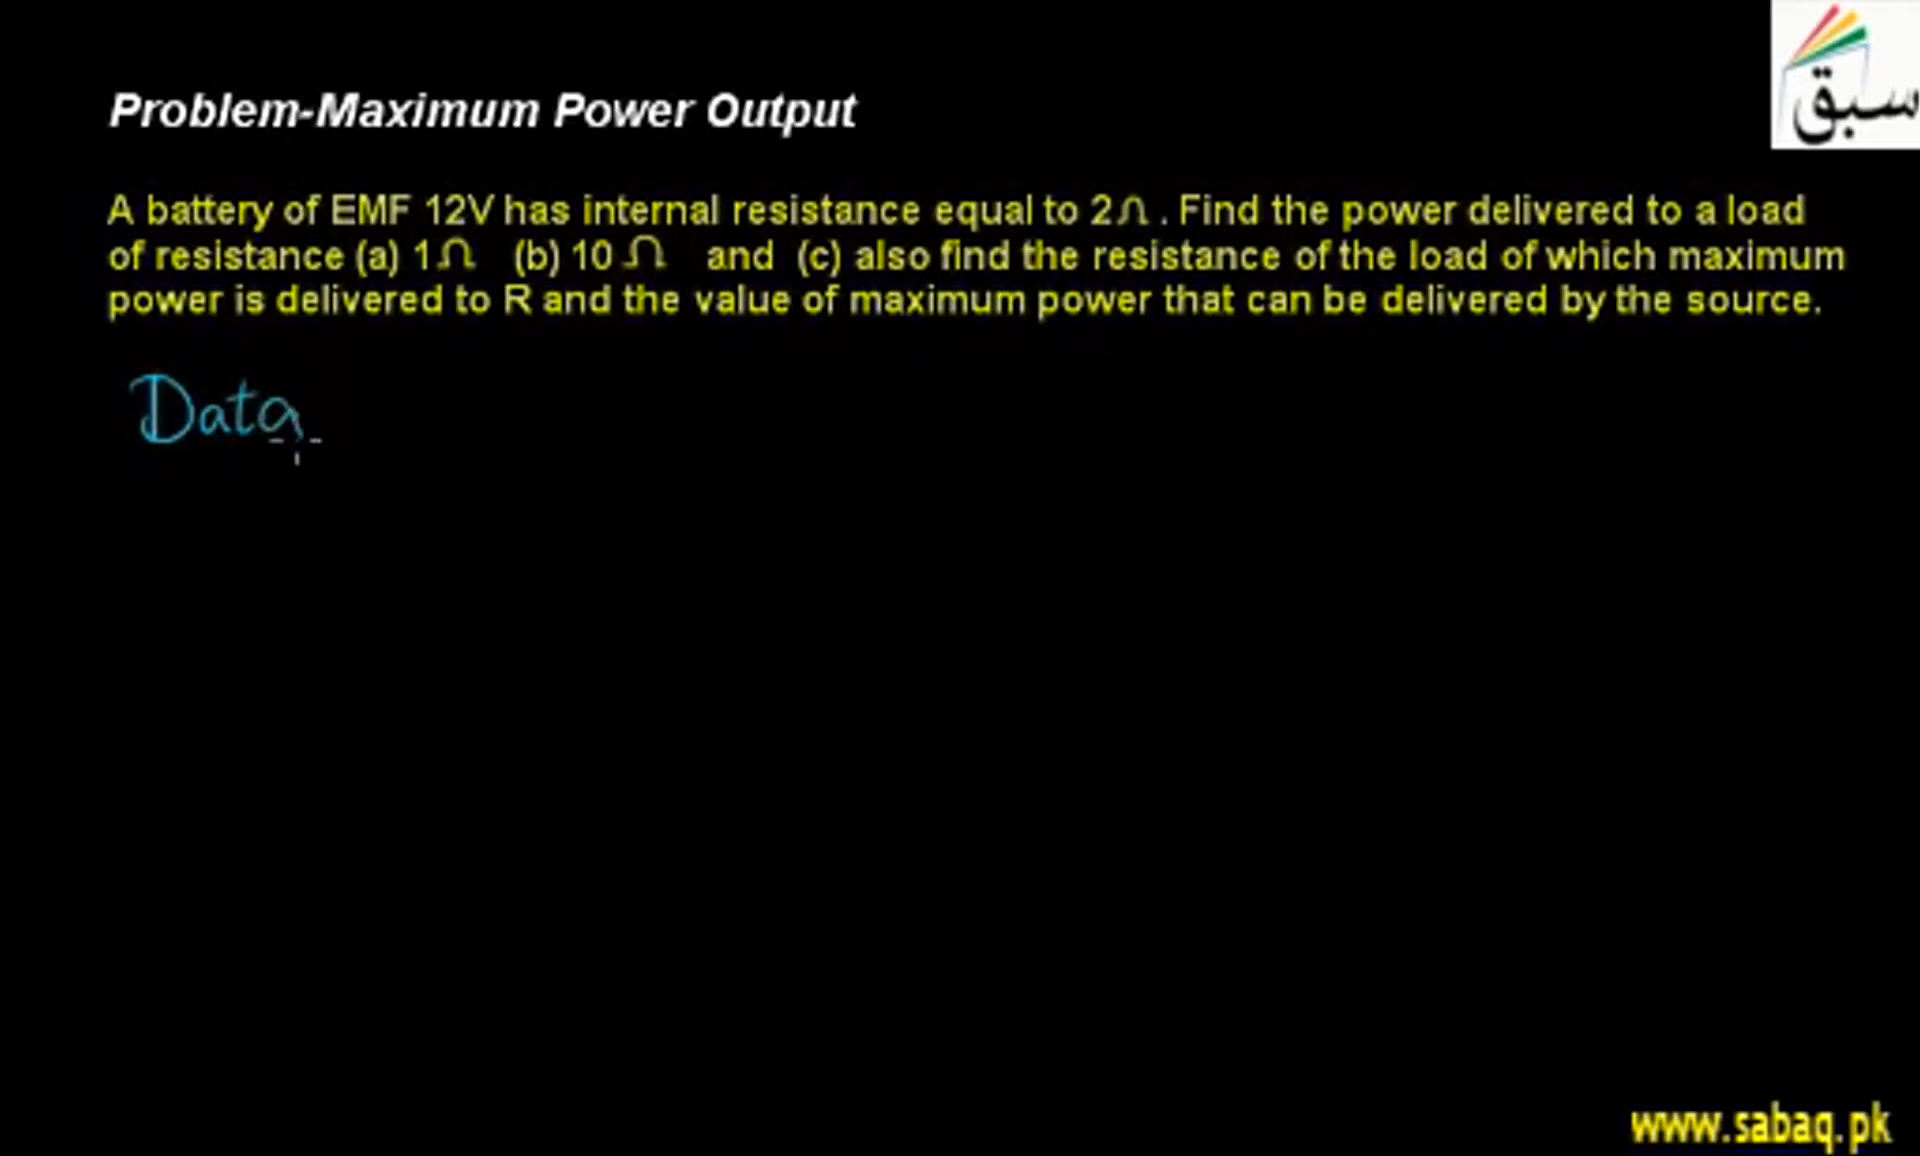 سبق
Problem-Maximum Power Output
A battery of EMF 12V has internal resistance equal to 2Ω . Find the power delivered to a load
of resistance (a) 1Ω (b) 10 Ω and (c) also find the resistance of the load of which maximum
power is delivered to R and the value of maximum power that can be delivered by the source.
Data
www.sabaq.pk